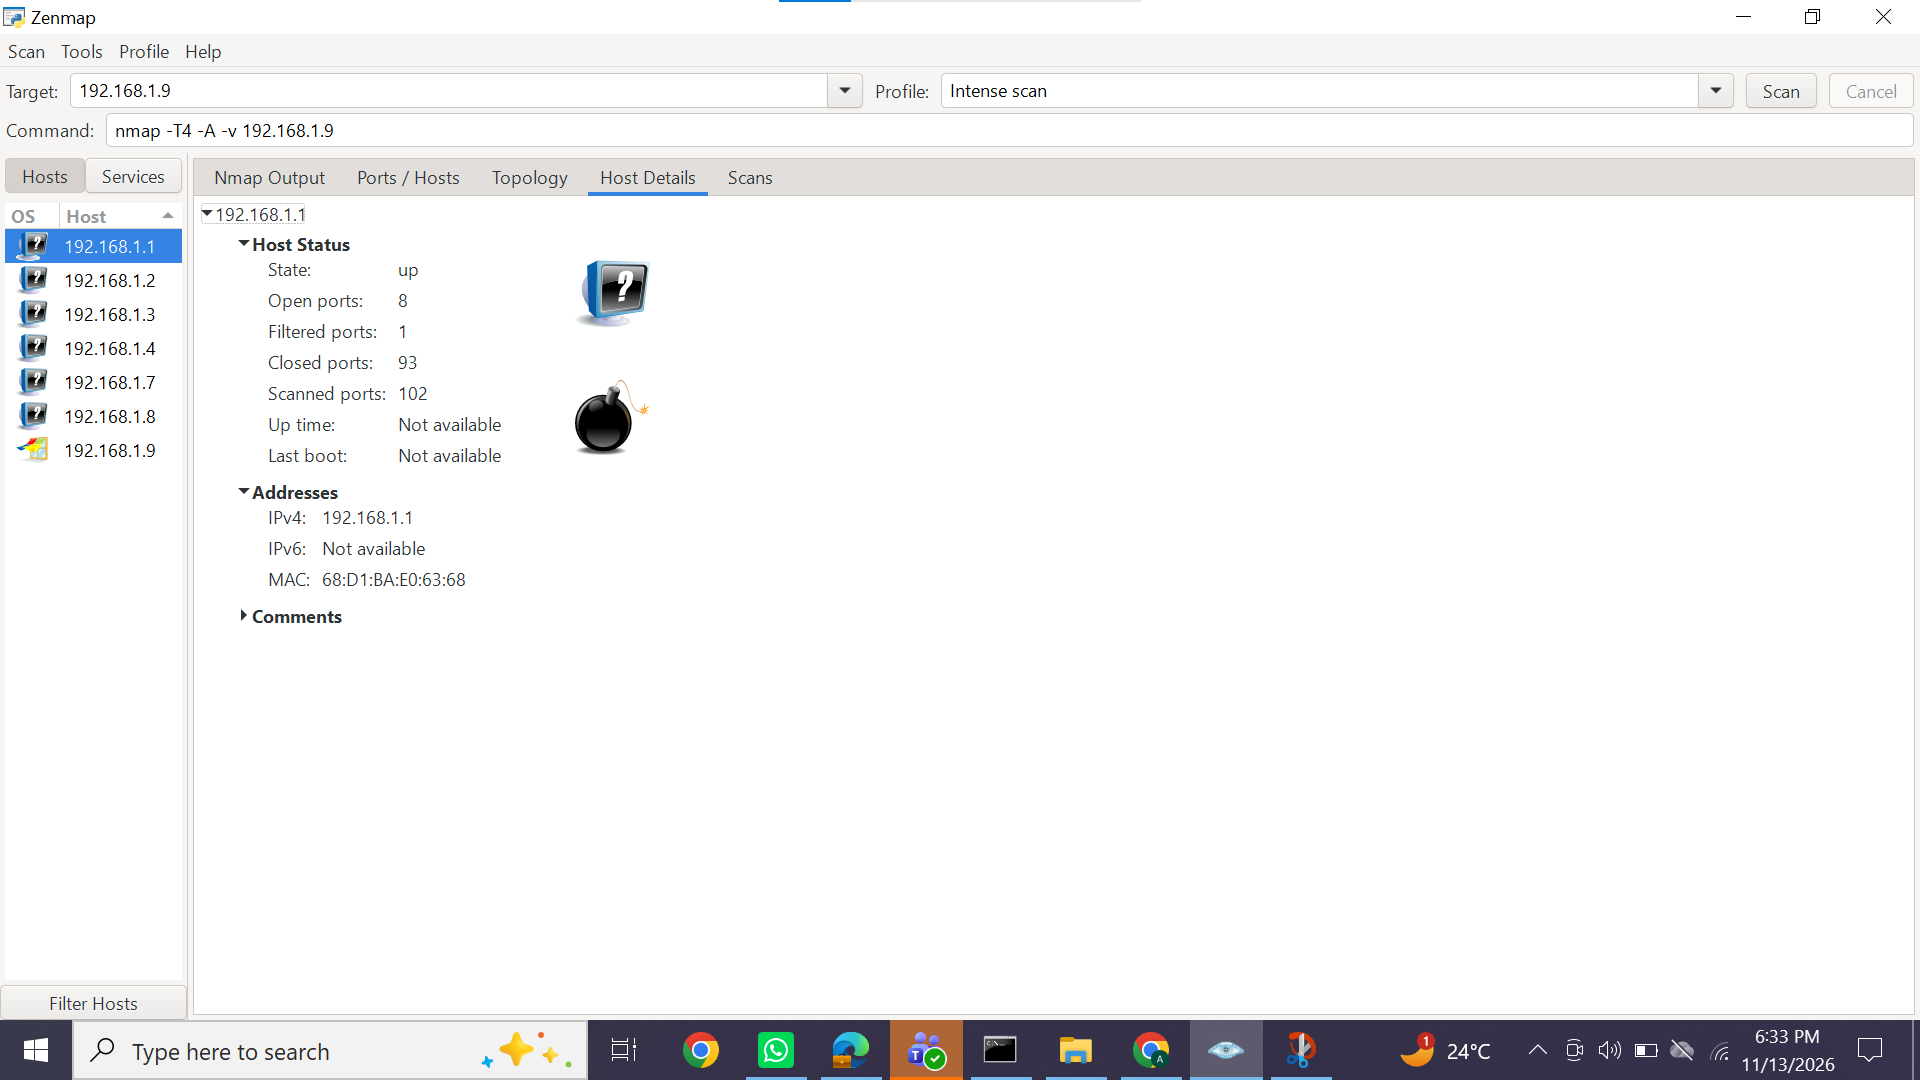 Zenmap
Scan Tools Profile Help
Target: 192.168.1.9 Profile: Intense scan Scan Cancel
Command: nmap -T4 -A -v 192.168.1.9
Hosts Services
Nmap Output Ports / Hosts Topology Host Details Scans
OS Host
192.168.1.1
192.168.1.2
192.168.1.3
192.168.1.4
192.168.1.7
192.168.1.8
192.168.1.9
Filter Hosts
192.168.1.1
Host Status
State: up
Open ports: 8
Filtered ports: 1
Closed ports: 93
Scanned ports: 102
Up time: Not available
Last boot: Not available
Addresses
IPv4: 192.168.1.1
IPv6: Not available
MAC: 68:D1:BA:E0:63:68
Comments
Type here to search
1
24°C
6:33 PM
11/13/2026